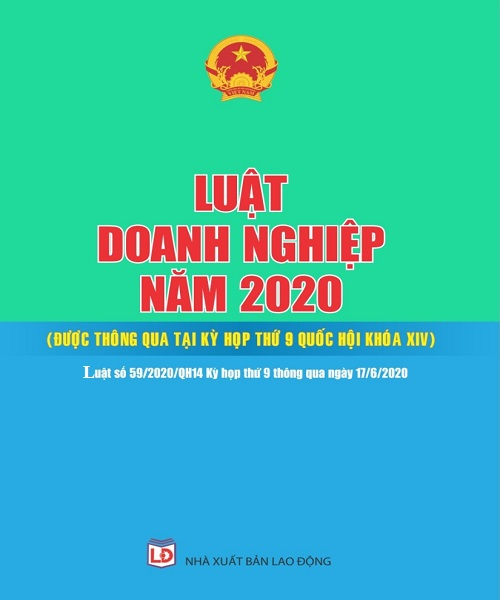 VIỆT NAM
LUẬT
DOANH NGHIỆP
NĂM 2020
(ĐƯỢC THÔNG QUA TẠI KỲ HỌP THỨ 9 QUỐC HỘI KHÓA XIV)
Luật số 59/2020/QH14 Kỳ họp thứ 9 thông qua ngày 17/6/2020
LĐ
NHÀ XUẤT BẢN LAO ĐỘNG